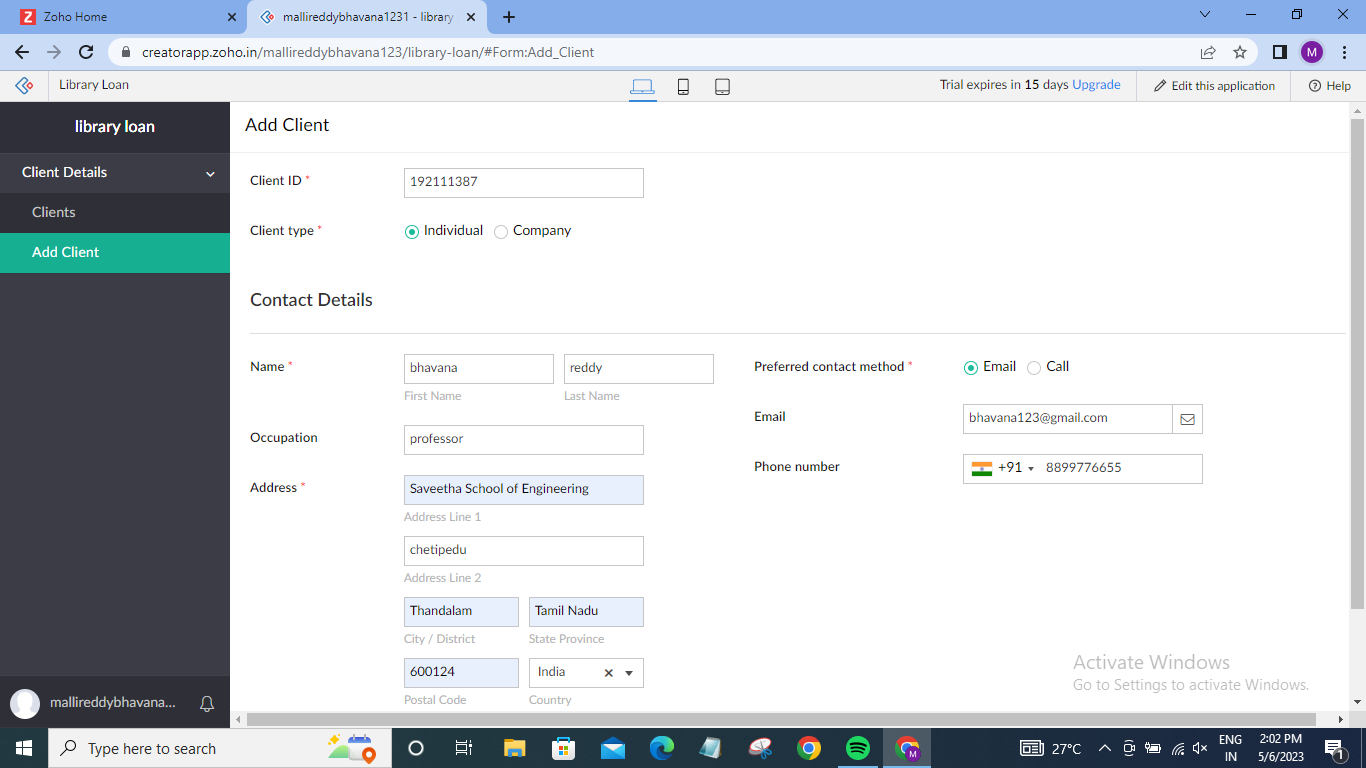 Zoho Home
mallireddybhavana1231 - library
creatorapp.zoho.in/mallireddybhavana123/library-loan/#Form:Add_Client
M
Library Loan
Trial expires in 15 days Upgrade
Edit this application
Help
library loan
Client Details
Clients
Add Client
mallireddybhavana...
Add Client
Client ID *
192111387
Client type *
Individual
Company
Contact Details
Name *
bhavana
reddy
First Name
Last Name
Occupation
professor
Address *
Saveetha School of Engineering
Address Line 1
chetipedu
Address Line 2
Thandalam
Tamil Nadu
City / District
State Province
600124
India
Postal Code
Country
Preferred contact method *
Email
Call
Email
bhavana123@gmail.com
Phone number
+91
8899776655
Activate Windows
Go to Settings to activate Windows.
Type here to search
M
27°C
ENG
IN
2:02 PM
5/6/2023
1